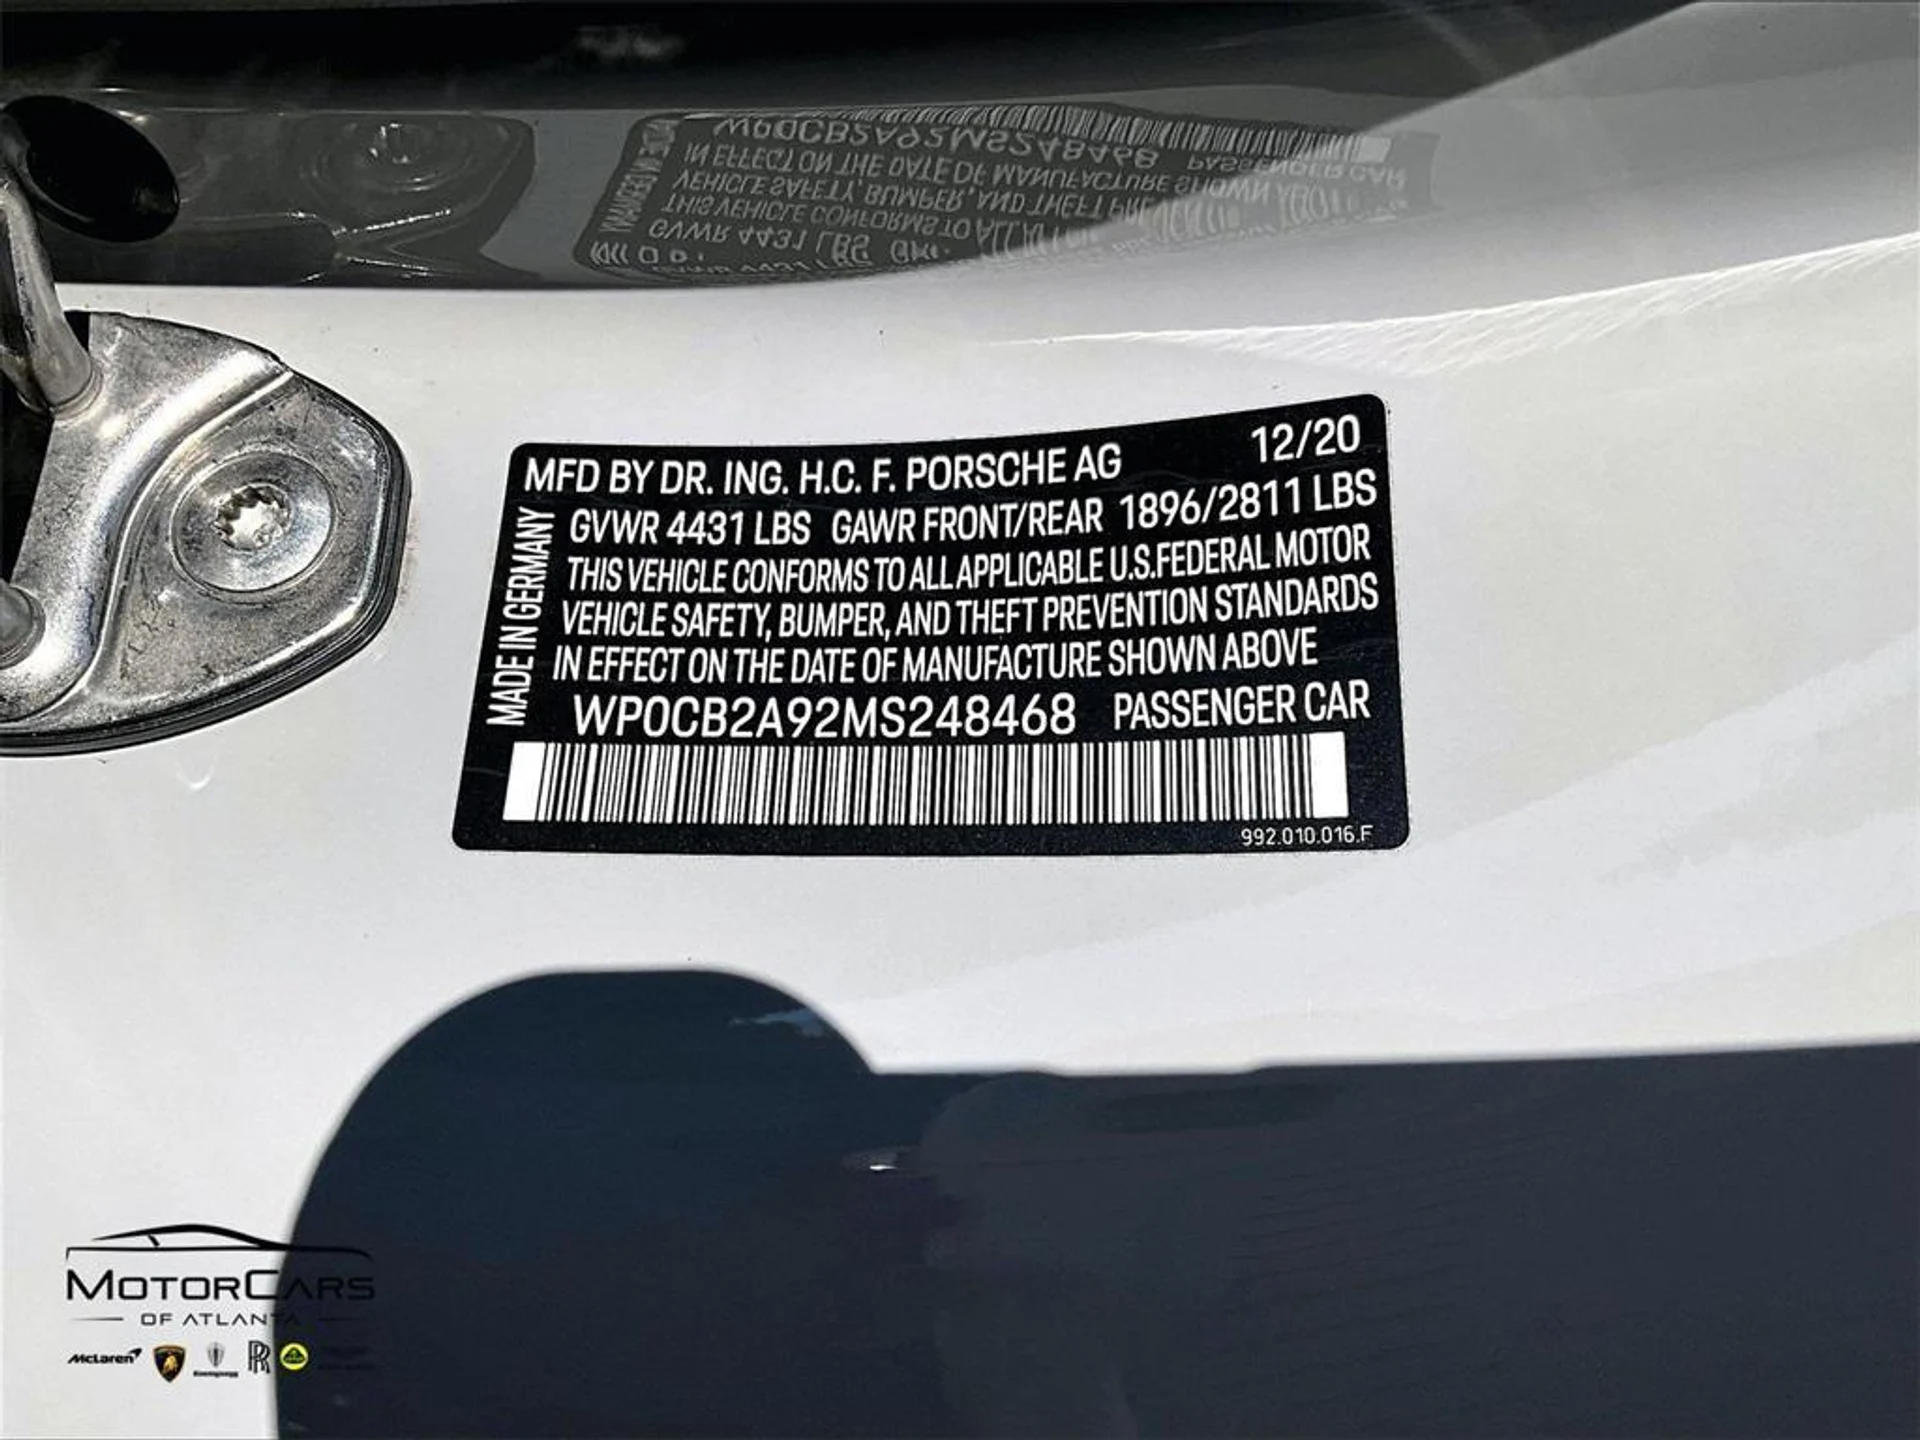 MFD BY DR. ING. H.C. F. PORSCHE AG 12/20
GVWR 4431 LBS GAWR FRONT/REAR 1896/2811 LBS
THIS VEHICLE CONFORMS TO ALL APPLICABLE U.S.FEDERAL MOTOR
VEHICLE SAFETY, BUMPER, AND THEFT PREVENTION STANDARDS
IN EFFECT ON THE DATE OF MANUFACTURE SHOWN ABOVE
WP0CB2A92MS248468 PASSENGER CAR
MADE IN GERMANY
992.010.016.F
MOTORCARS
OF ATLANTA
McLaren Koenigsegg RR